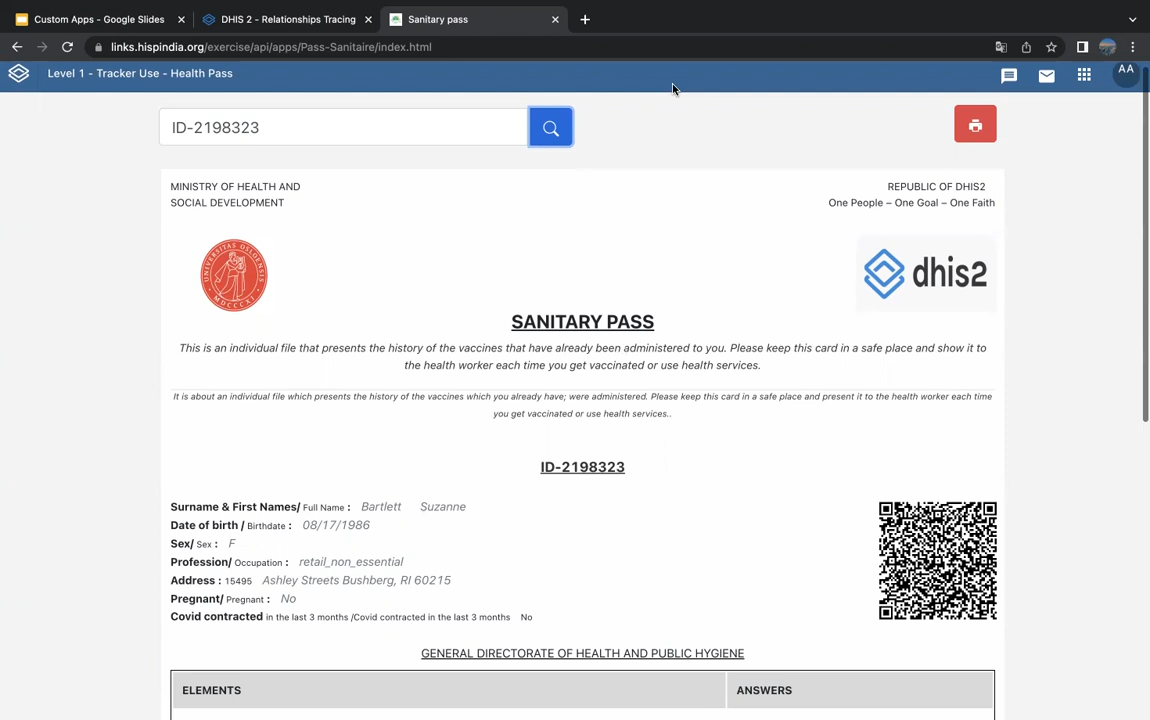 Custom Apps - Google Slides
DHIS 2 - Relationships Tracing
Sanitary pass
links.hispindia.org/exercise/api/apps/Pass-Sanitaire/index.html
Level 1 - Tracker Use - Health Pass
AA
ID-2198323
MINISTRY OF HEALTH AND
SOCIAL DEVELOPMENT
REPUBLIC OF DHIS2
One People – One Goal – One Faith
UNIVERSITAS OSLOENSIS
MDCCCXI
dhis2
SANITARY PASS
This is an individual file that presents the history of the vaccines that have already been administered to you. Please keep this card in a safe place and show it to
the health worker each time you get vaccinated or use health services.
It is about an individual file which presents the history of the vaccines which you already have; were administered. Please keep this card in a safe place and present it to the health worker each time
you get vaccinated or use health services..
ID-2198323
Surname & First Names/ Full Name : Bartlett Suzanne
Date of birth / Birthdate : 08/17/1986
Sex/ Sex : F
Profession/ Occupation : retail_non_essential
Address : 15495 Ashley Streets Bushberg, RI 60215
Pregnant/ Pregnant : No
Covid contracted in the last 3 months /Covid contracted in the last 3 months No
GENERAL DIRECTORATE OF HEALTH AND PUBLIC HYGIENE
ELEMENTS
ANSWERS